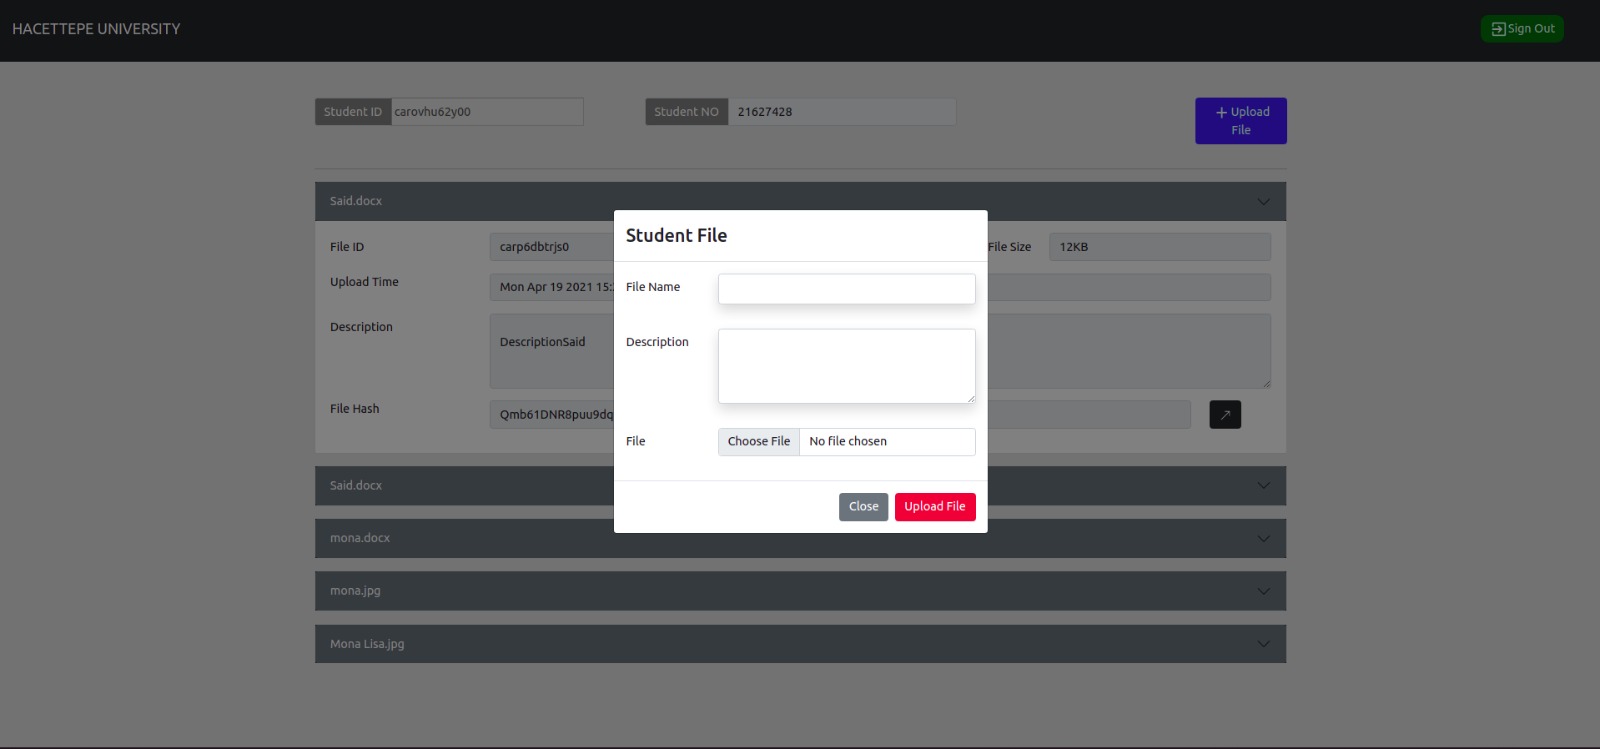 HACETTEPE UNIVERSITY
Sign Out
Student ID carovhu62y00
Student NO 21627428
+ Upload
File
Said.docx
File ID carp6dbtrjs0
File Size 12KB
Upload Time Mon Apr 19 2021 15:
Description DescriptionSaid
File Hash Qmb61DNR8puu9dq
Student File
File Name
Description
File Choose File No file chosen
Close Upload File
Said.docx
mona.docx
mona.jpg
Mona Lisa.jpg